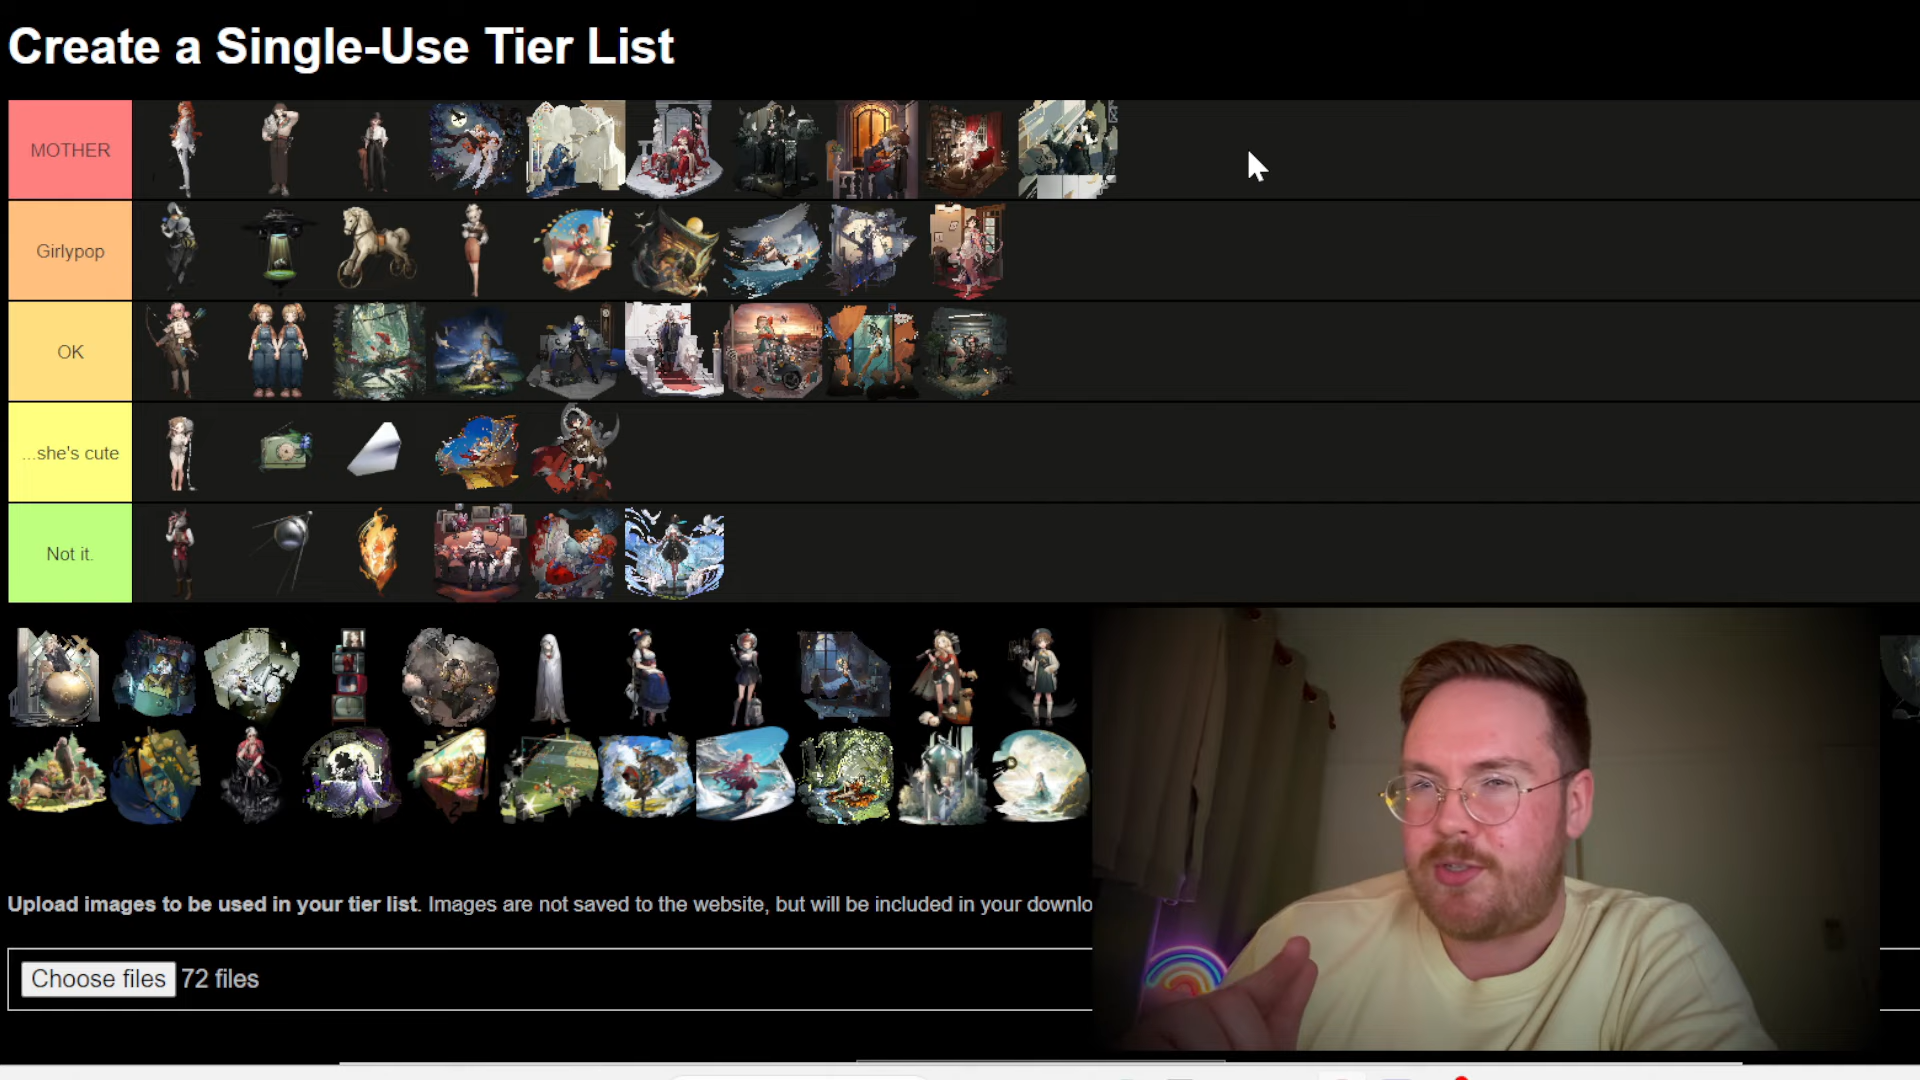 Create a Single-Use Tier List
MOTHER
Girlypop
OK
...she's cute
Not it.
Upload images to be used in your tier list. Images are not saved to the website, but will be included in your downlo
Choose files 72 files